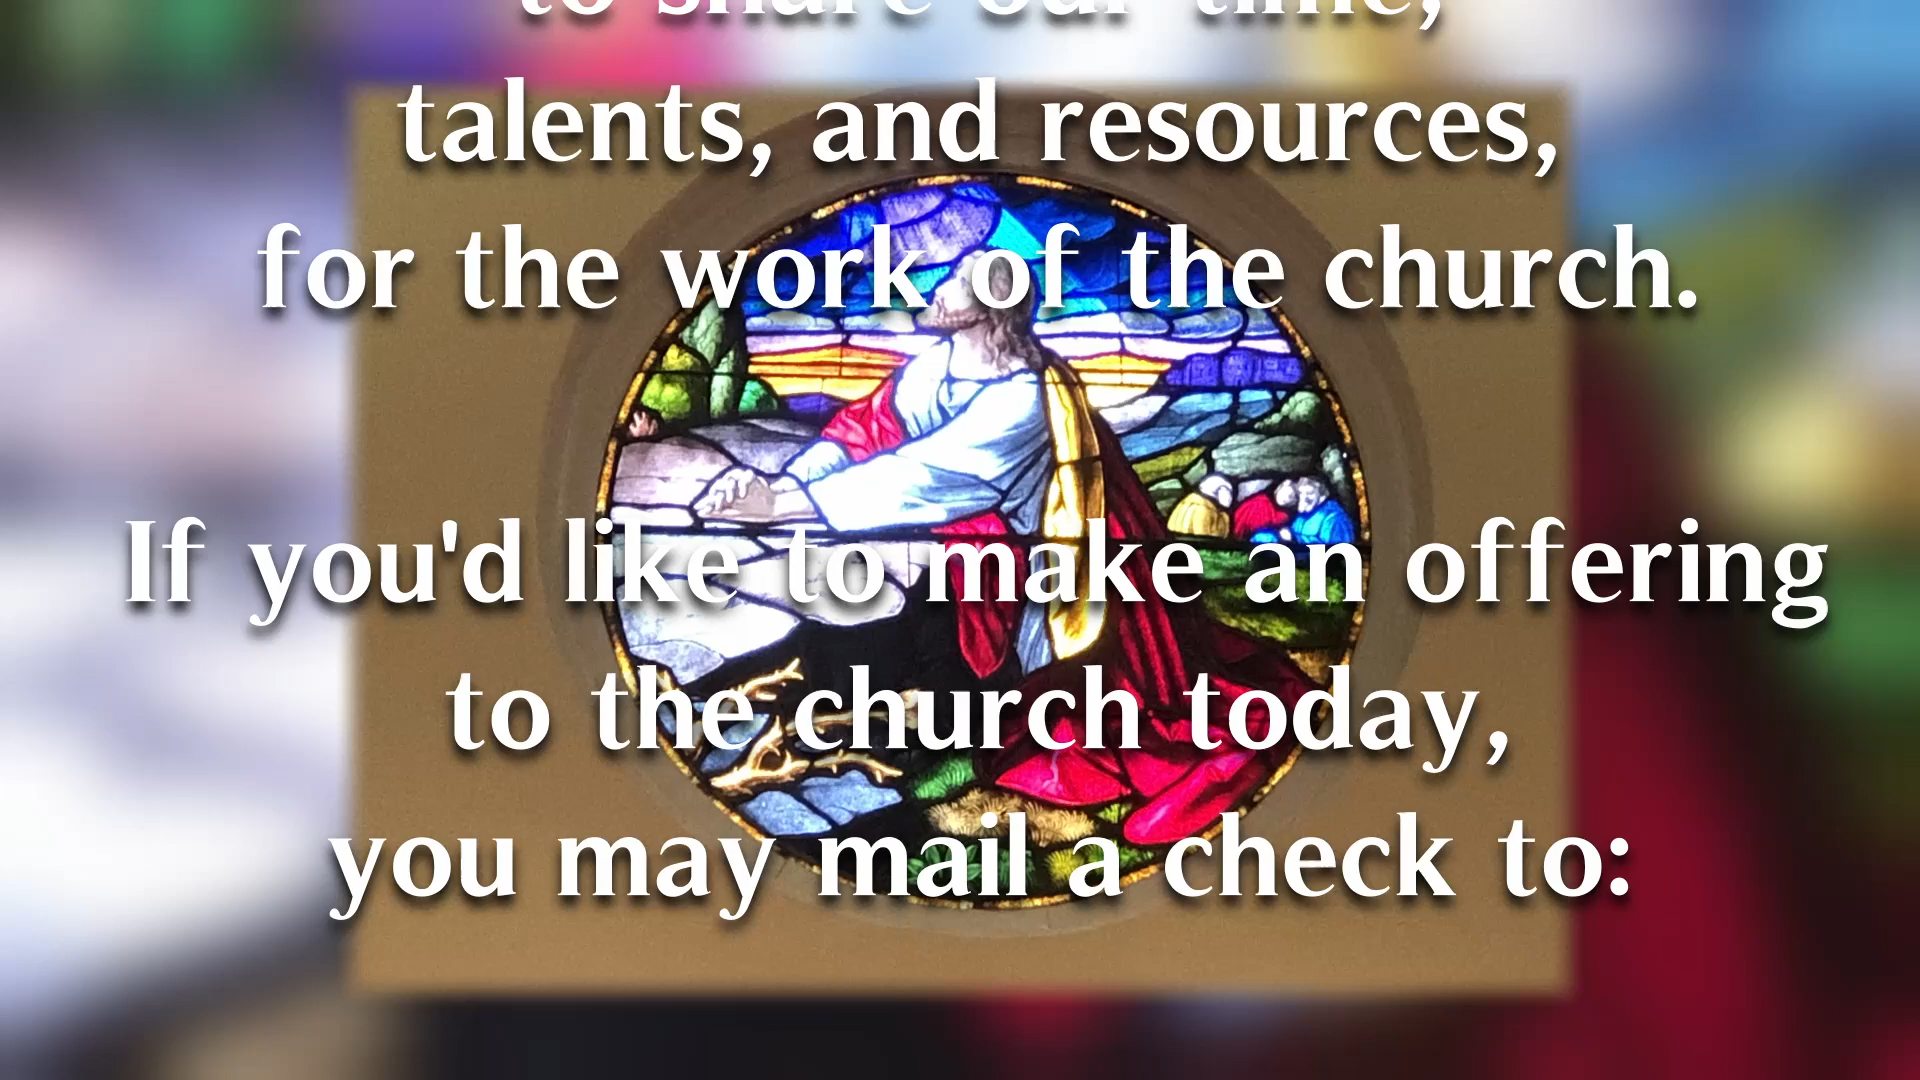 to share our time,
talents, and resources,
for the work of the church.
If you'd like to make an offering
to the church today,
you may mail a check to: